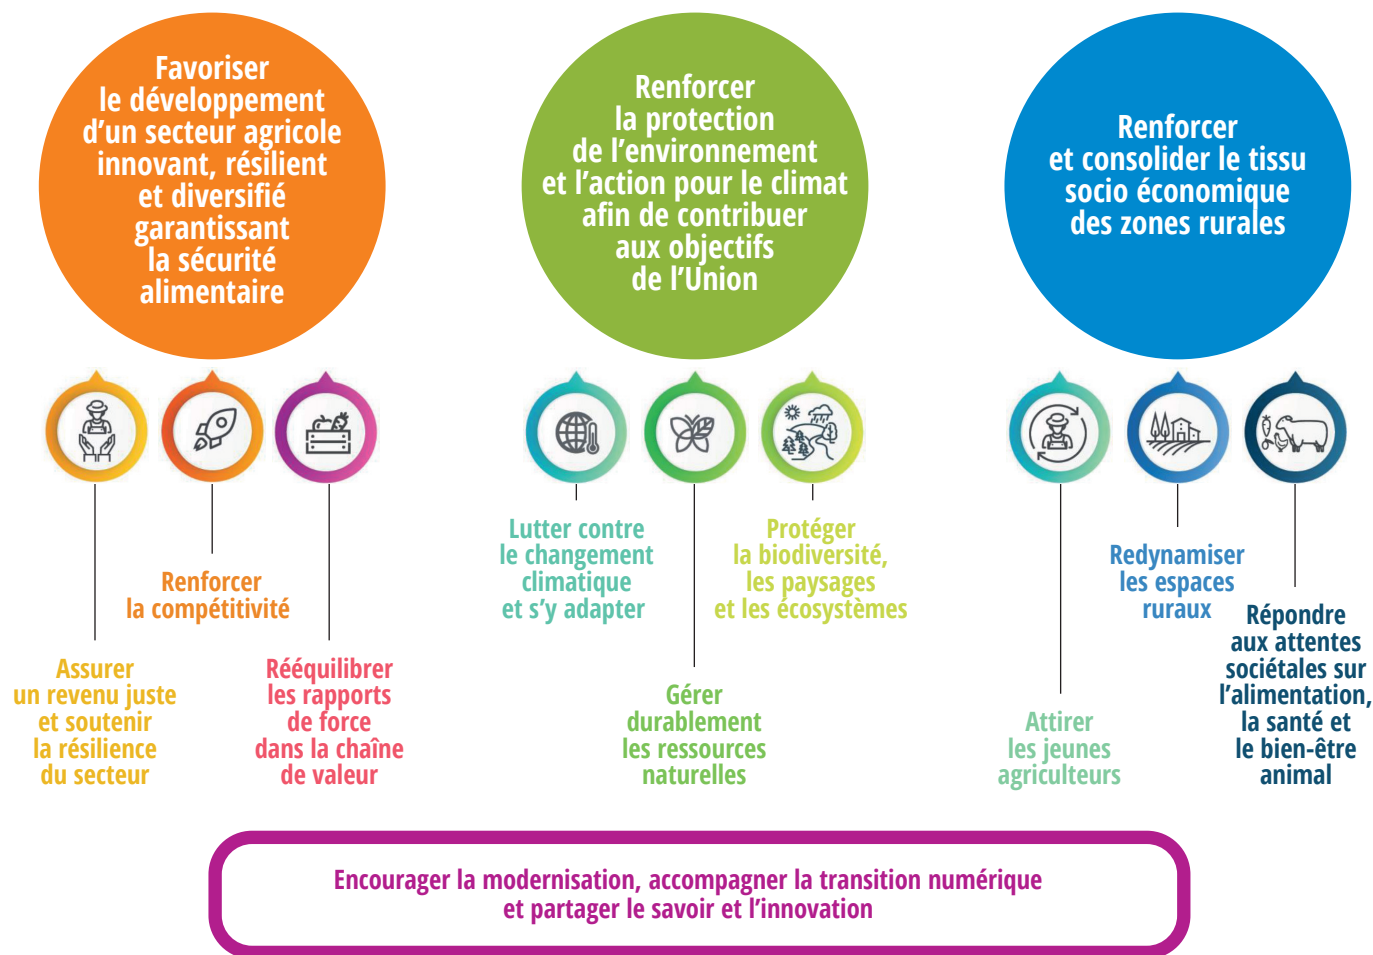 Favoriser
le développement
d’un secteur agricole
innovant, résilient
et diversifié
garantissant
la sécurité
alimentaire
Renforcer
la protection
de l’environnement
et l’action pour le climat
afin de contribuer
aux objectifs
de l’Union
Renforcer
et consolider le tissu
socio économique
des zones rurales
Assurer
un revenu juste
et soutenir
la résilience
du secteur
Renforcer
la compétitivité
Rééquilibrer
les rapports
de force
dans la chaîne
de valeur
Lutter contre
le changement
climatique
et s’y adapter
Gérer
durablement
les ressources
naturelles
Protéger
la biodiversité,
les paysages
et les écosystèmes
Attirer
les jeunes
agriculteurs
Redynamiser
les espaces
ruraux
Répondre
aux attentes
sociétales sur
l’alimentation,
la santé et
le bien-être
animal
Encourager la modernisation, accompagner la transition numérique
et partager le savoir et l’innovation